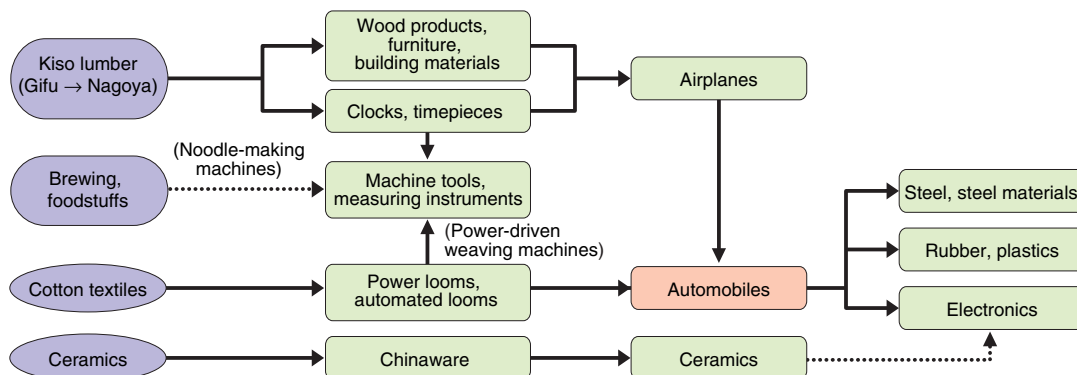 Kiso lumber
(Gifu → Nagoya)
Wood products,
furniture,
building materials
Clocks, timepieces
Airplanes
(Noodle-making
machines)
Brewing,
foodstuffs
Machine tools,
measuring instruments
(Power-driven
weaving machines)
Cotton textiles
Power looms,
automated looms
Automobiles
Steel, steel materials
Rubber, plastics
Electronics
Ceramics
Chinaware
Ceramics